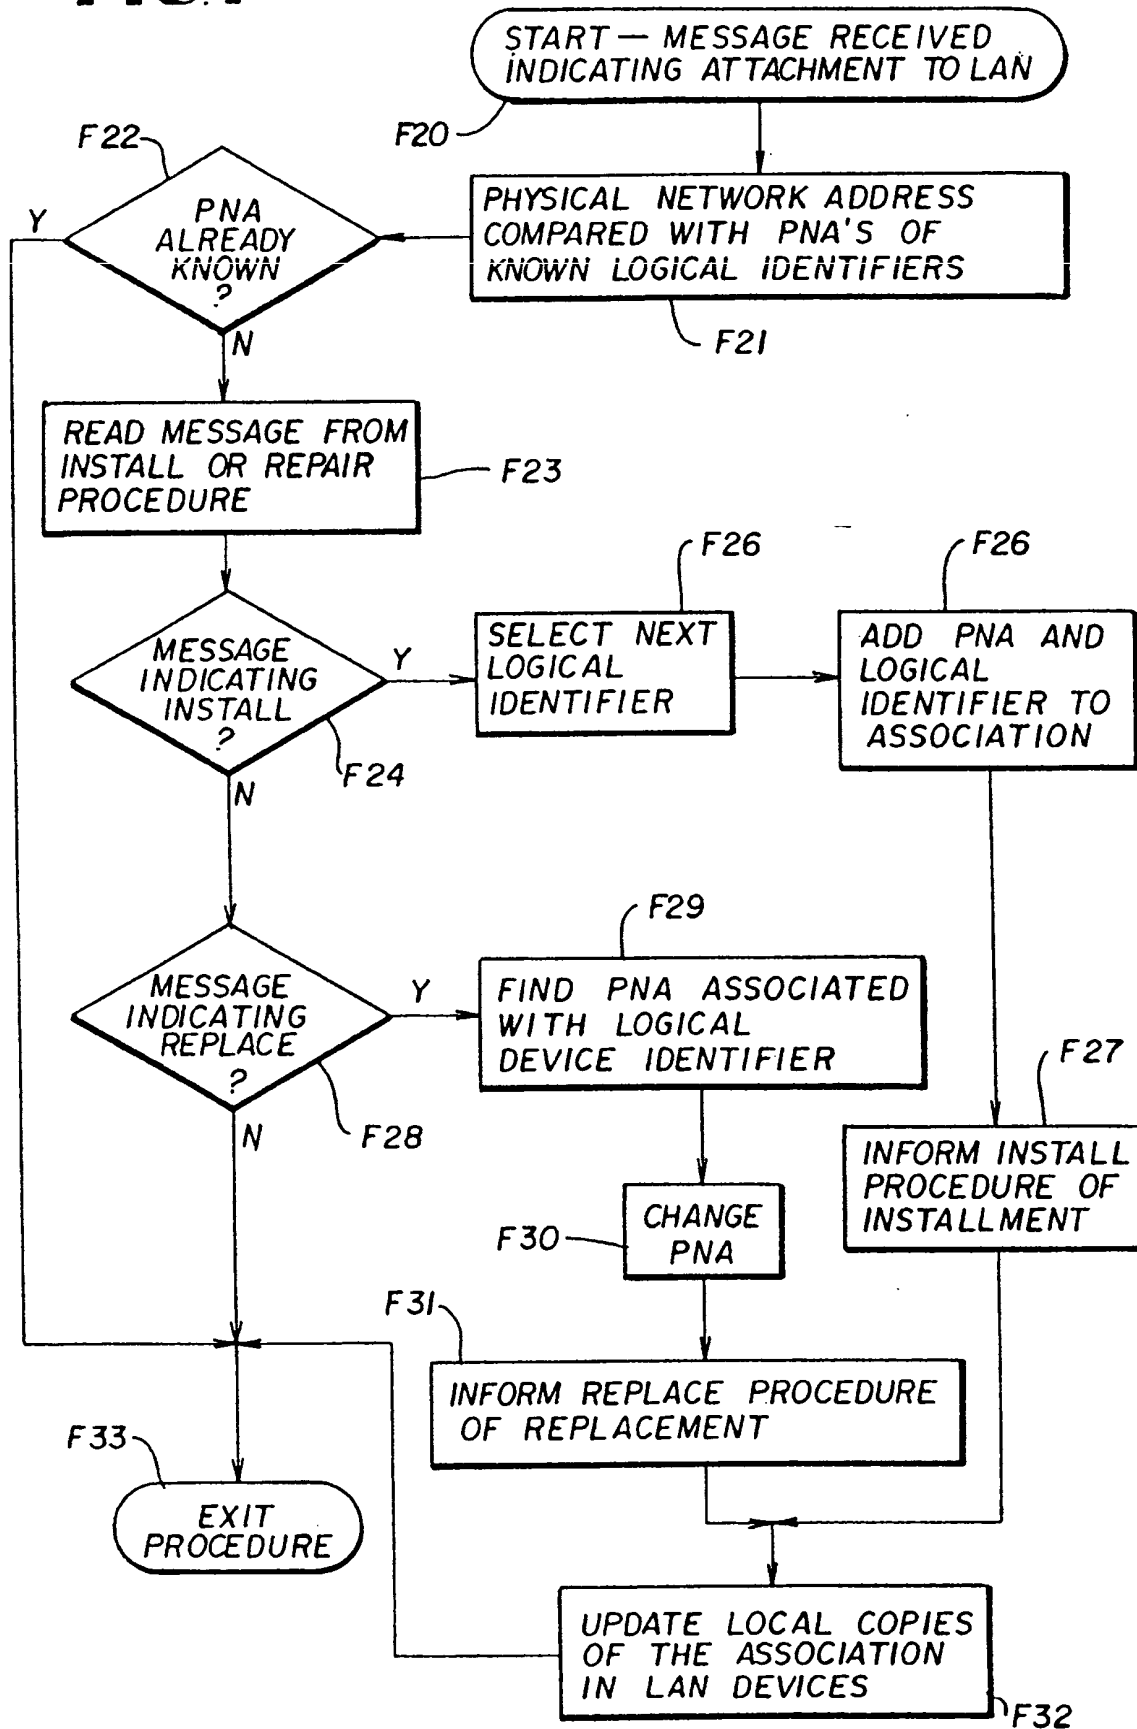 START — MESSAGE RECEIVED
INDICATING ATTACHMENT TO LAN
F20
F22
PNA
ALREADY
KNOWN
?
Y
N
PHYSICAL NETWORK ADDRESS
COMPARED WITH PNA'S OF
KNOWN LOGICAL IDENTIFIERS
F21
READ MESSAGE FROM
INSTALL OR REPAIR
PROCEDURE
F23
MESSAGE
INDICATING
INSTALL
?
Y
F24
N
F26
SELECT NEXT
LOGICAL
IDENTIFIER
F26
ADD PNA AND
LOGICAL
IDENTIFIER TO
ASSOCIATION
MESSAGE
INDICATING
REPLACE
?
Y
F28
N
F29
FIND PNA ASSOCIATED
WITH LOGICAL
DEVICE IDENTIFIER
F27
INFORM INSTALL
PROCEDURE OF
INSTALLMENT
F30
CHANGE
PNA
F31
INFORM REPLACE PROCEDURE
OF REPLACEMENT
F33
EXIT
PROCEDURE
UPDATE LOCAL COPIES
OF THE ASSOCIATION
IN LAN DEVICES
F32